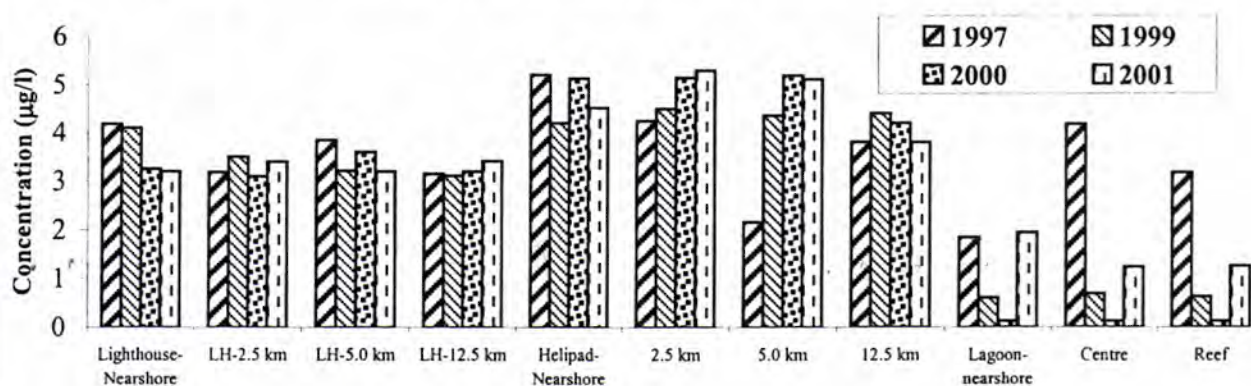 6
5
4
3
2
1
0
Concentration (µg/l)
1997
1999
2000
2001
Lighthouse-
Nearshore
LH-2.5 km
LH-5.0 km
LH-12.5 km
Helipad-
Nearshore
2.5 km
5.0 km
12.5 km
Lagoon-
nearshore
Centre
Reef